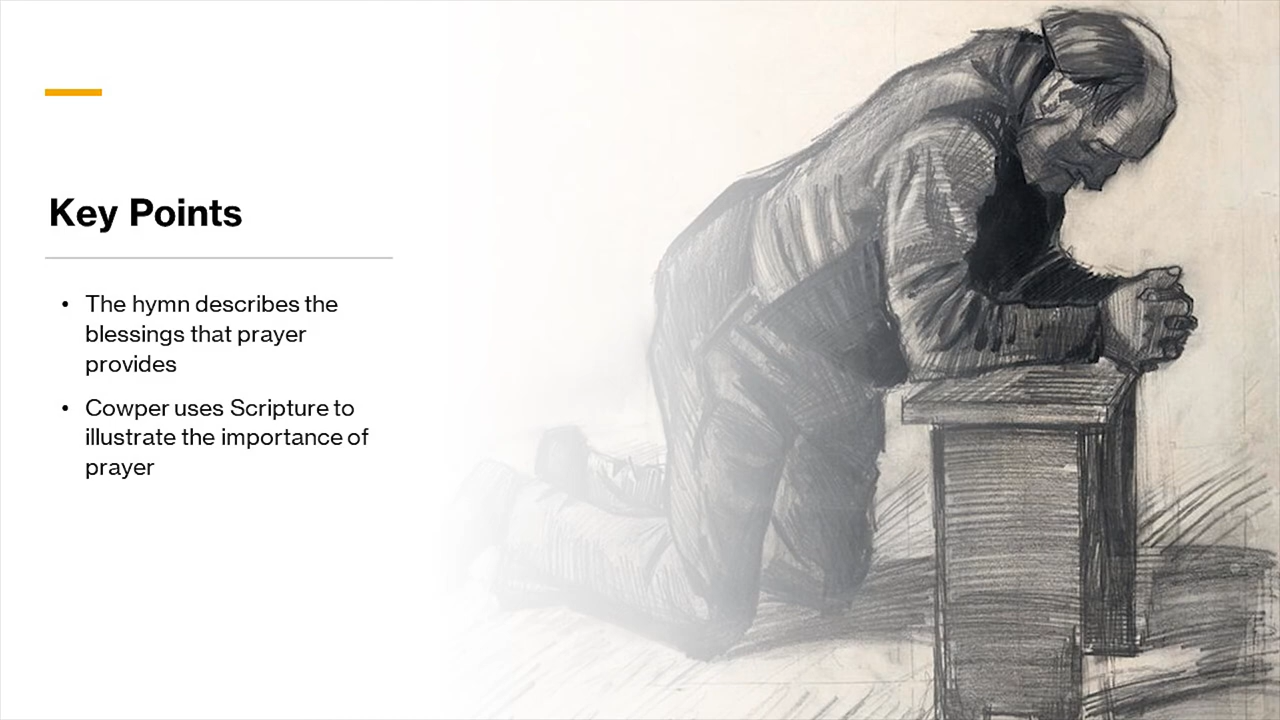 Key Points
• The hymn describes the
blessings that prayer
provides
• Cowper uses Scripture to
illustrate the importance of
prayer